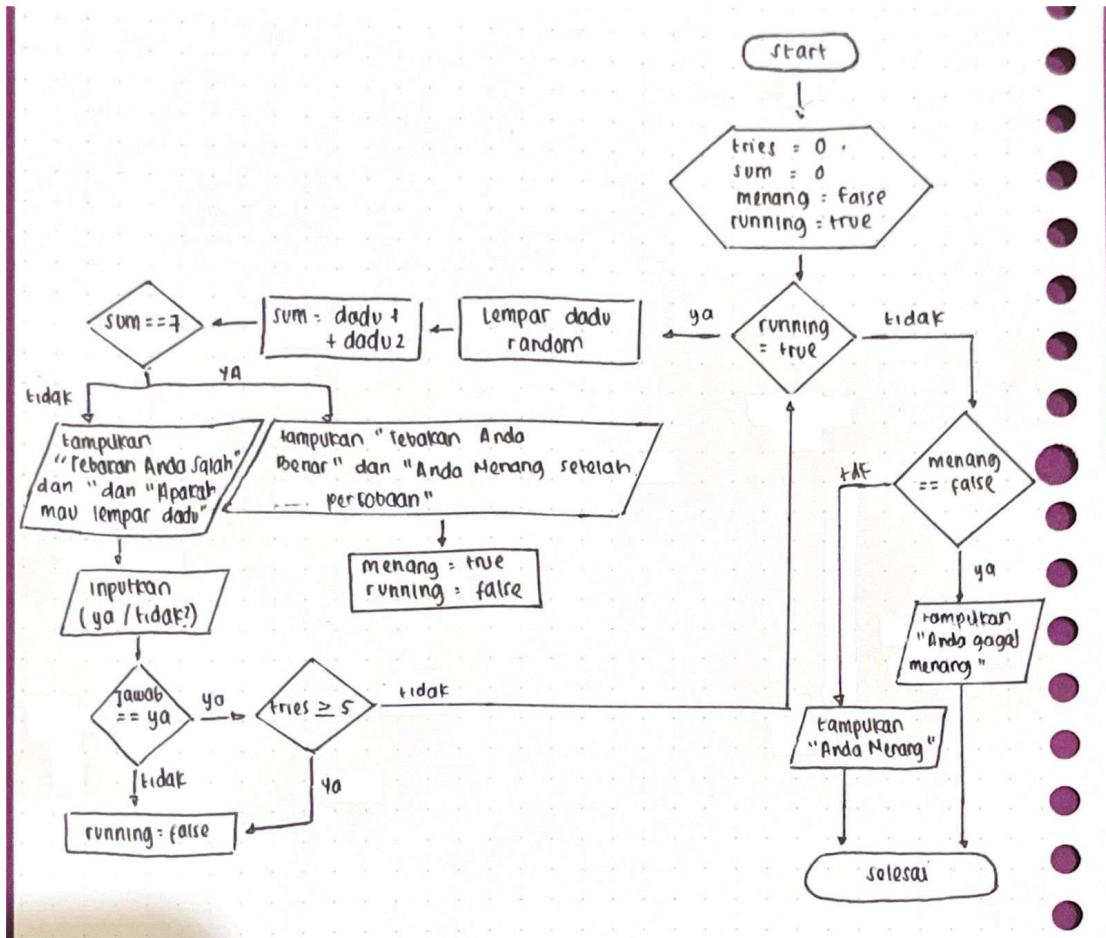 start
tries = 0
sum = 0
menang = false
running = true
running
= true
ya
tidak
Lempar dadu
random
sum = dadu 1
+ dadu 2
sum == 7
tidak
YA
tampilkan
"Tebakan Anda Salah"
dan " dan "Apakah
mau lempar dadu"
tampilkan "Tebakan Anda
Benar" dan "Anda Menang setelah
..... percobaan"
menang = true
running = false
inputkan
(ya / tidak?)
jawab
== ya
ya
tidak
tries ≥ 5
tidak
Ya
running = false
menang
== false
ya
tampilkan
"Anda gagal
menang"
tampilkan
"Anda Menang"
selesai